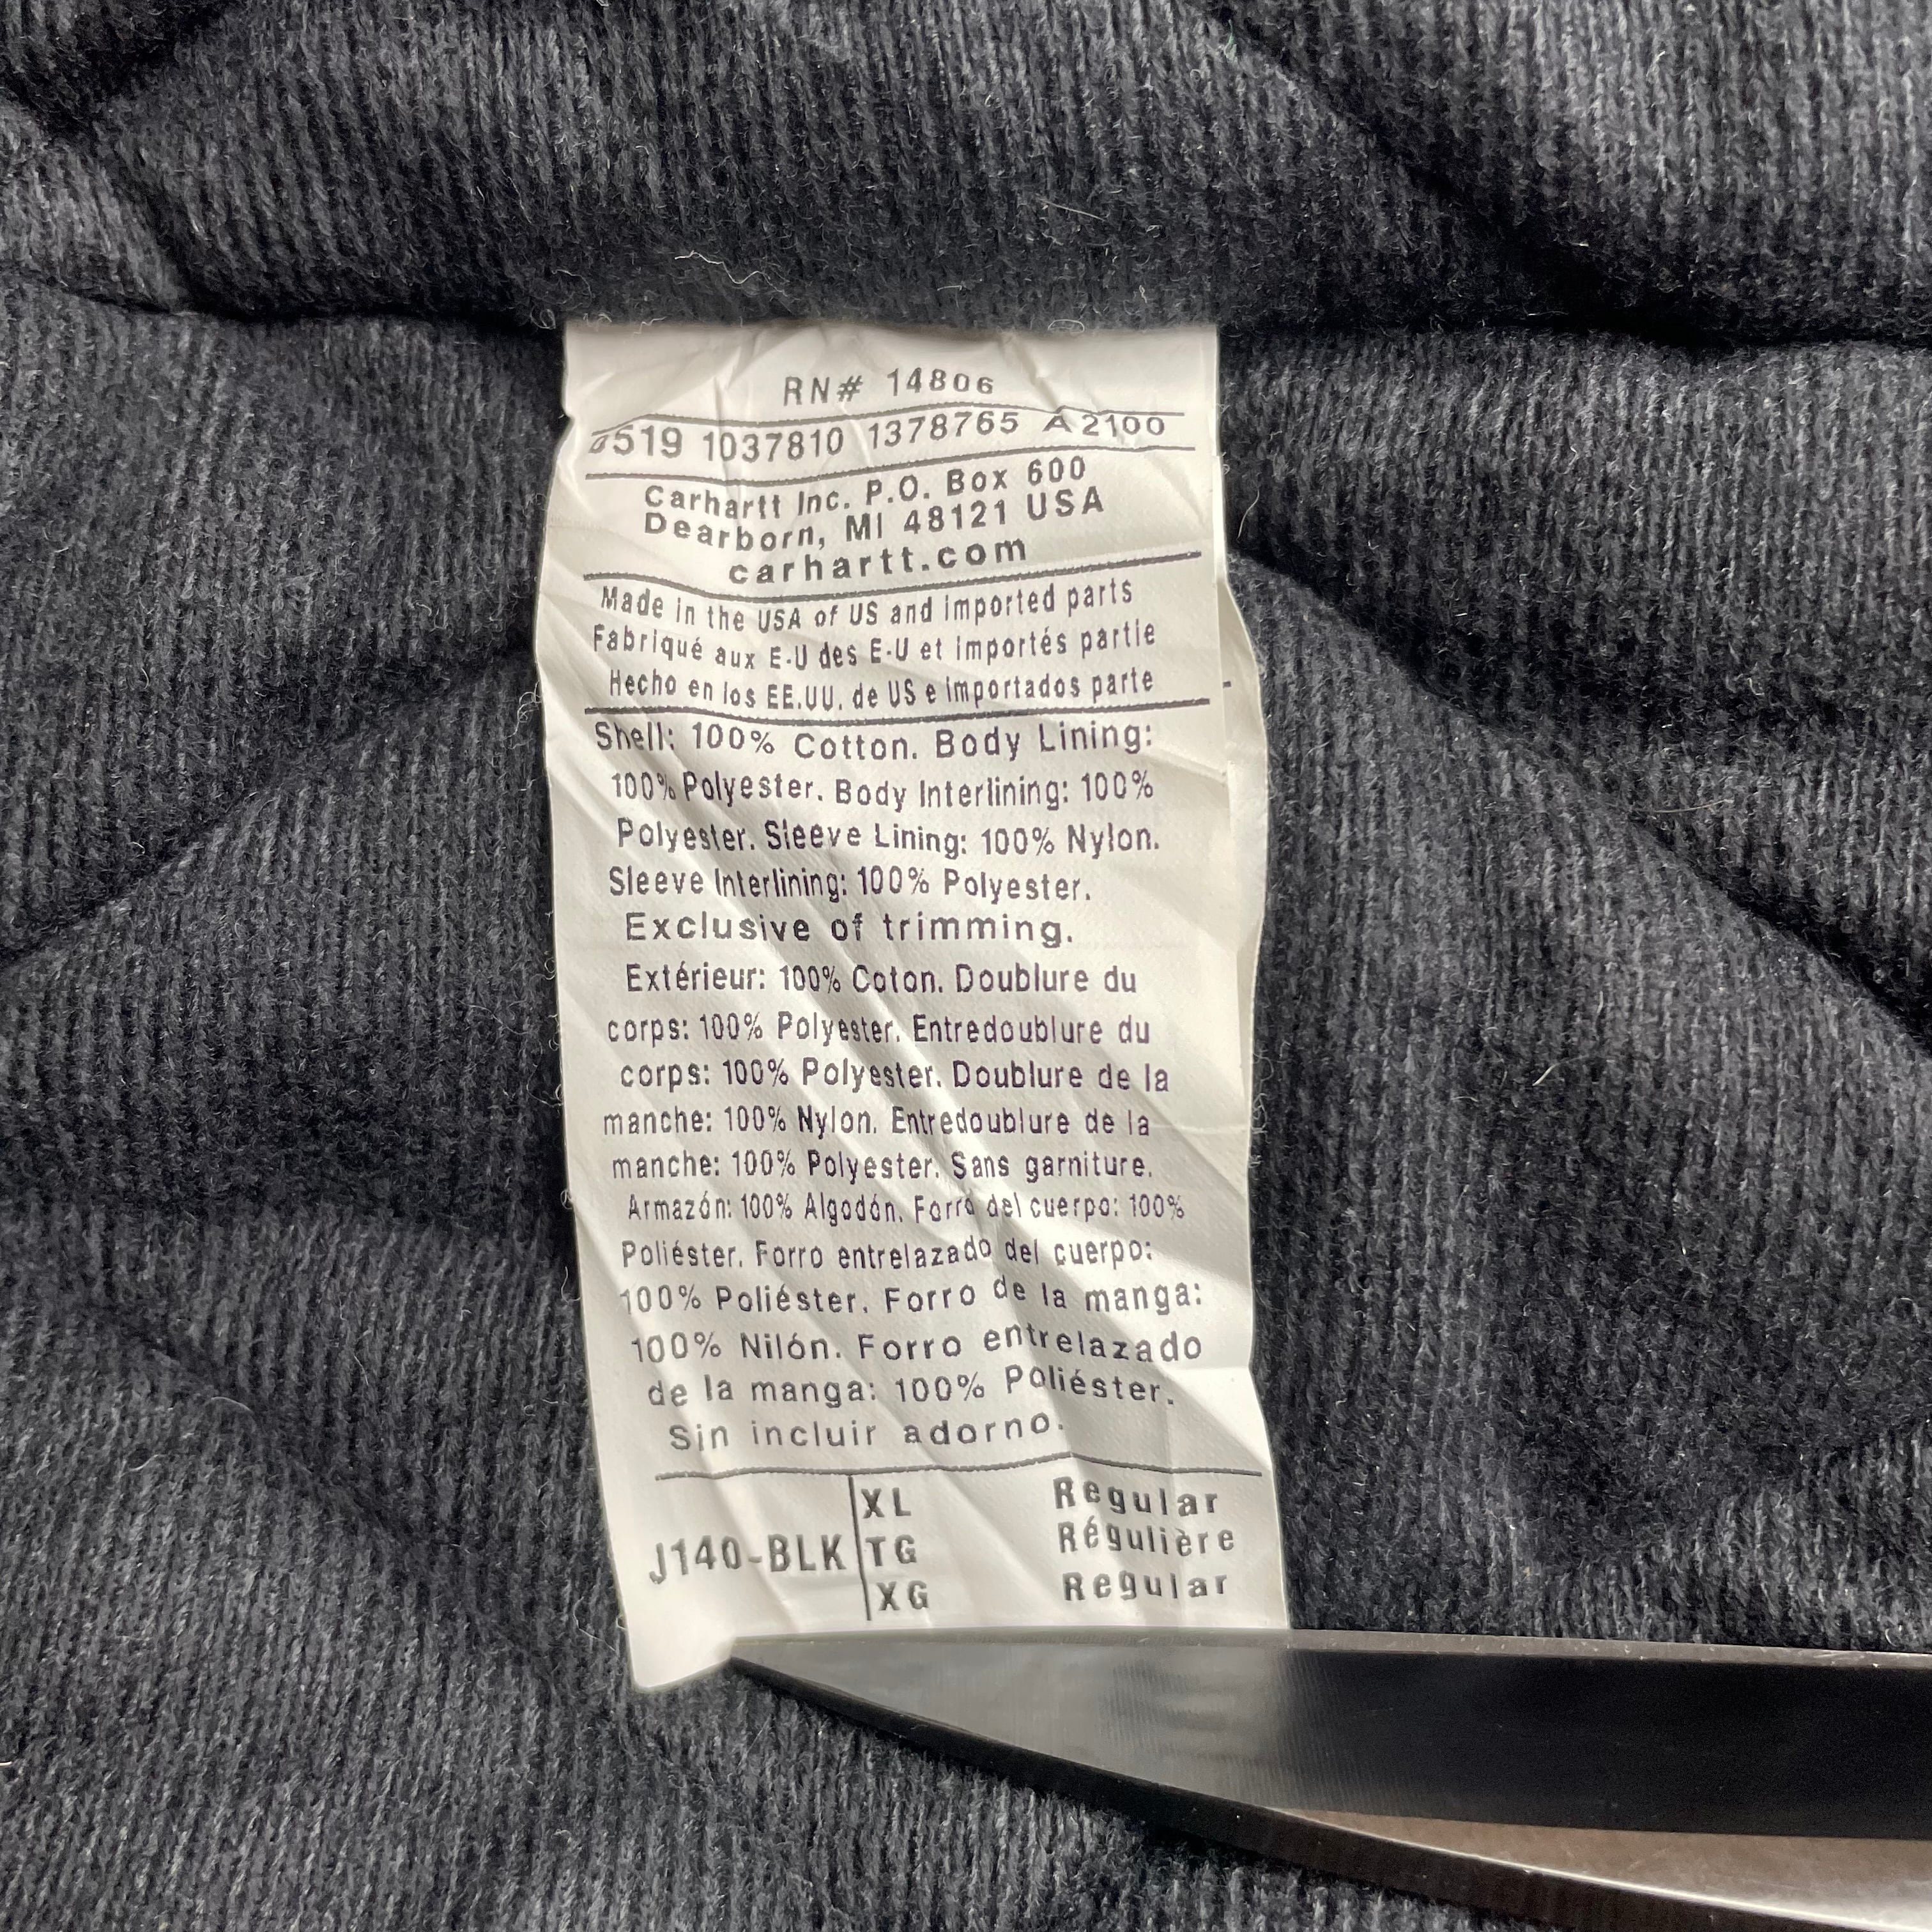 RN# 14806
519 1037810 1378765 A2100
Carhartt Inc. P.O. Box 600
Dearborn, MI 48121 USA
carhartt.com
Made in the USA of US and imported parts
Fabriqué aux E-U des E-U et importés partie
Hecho en los EE.UU. de US e importados parte
Shell: 100% Cotton. Body Lining:
100% Polyester. Body Interlining: 100%
Polyester. Sleeve Lining: 100% Nylon.
Sleeve Interlining: 100% Polyester.
Exclusive of trimming.
Extérieur: 100% Coton. Doublure du
corps: 100% Polyester. Entredoublure du
corps: 100% Polyester. Doublure de la
manche: 100% Nylon. Entredoublure de la
manche: 100% Polyester. Sans garniture.
Armazón: 100% Algodón. Forro del cuerpo: 100%
Poliéster. Forro entrelazado del cuerpo:
100% Poliéster. Forro de la manga:
100% Nilón. Forro entrelazado
de la manga: 100% Poliéster.
Sin incluir adorno.
XL Regular
J140-BLK TG Régulière
XG Regular